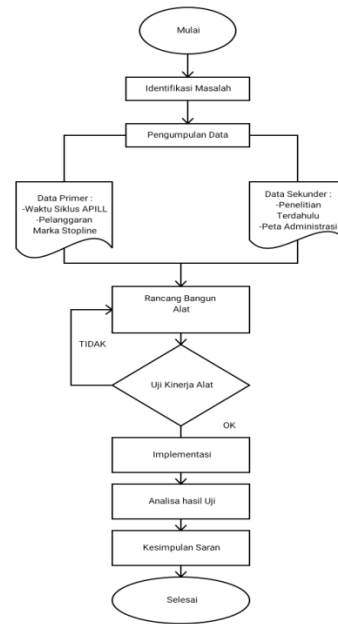 Mulai
Identifikasi Masalah
Pengumpulan Data
Data Primer :
-Waktu Siklus APILL
-Pelanggaran
Marka Stopline
Data Sekunder :
-Penelitian
Terdahulu
-Peta Administrasi
Rancang Bangun
Alat
TIDAK
Uji Kinerja Alat
OK
Implementasi
Analisa hasil Uji
Kesimpulan Saran
Selesai